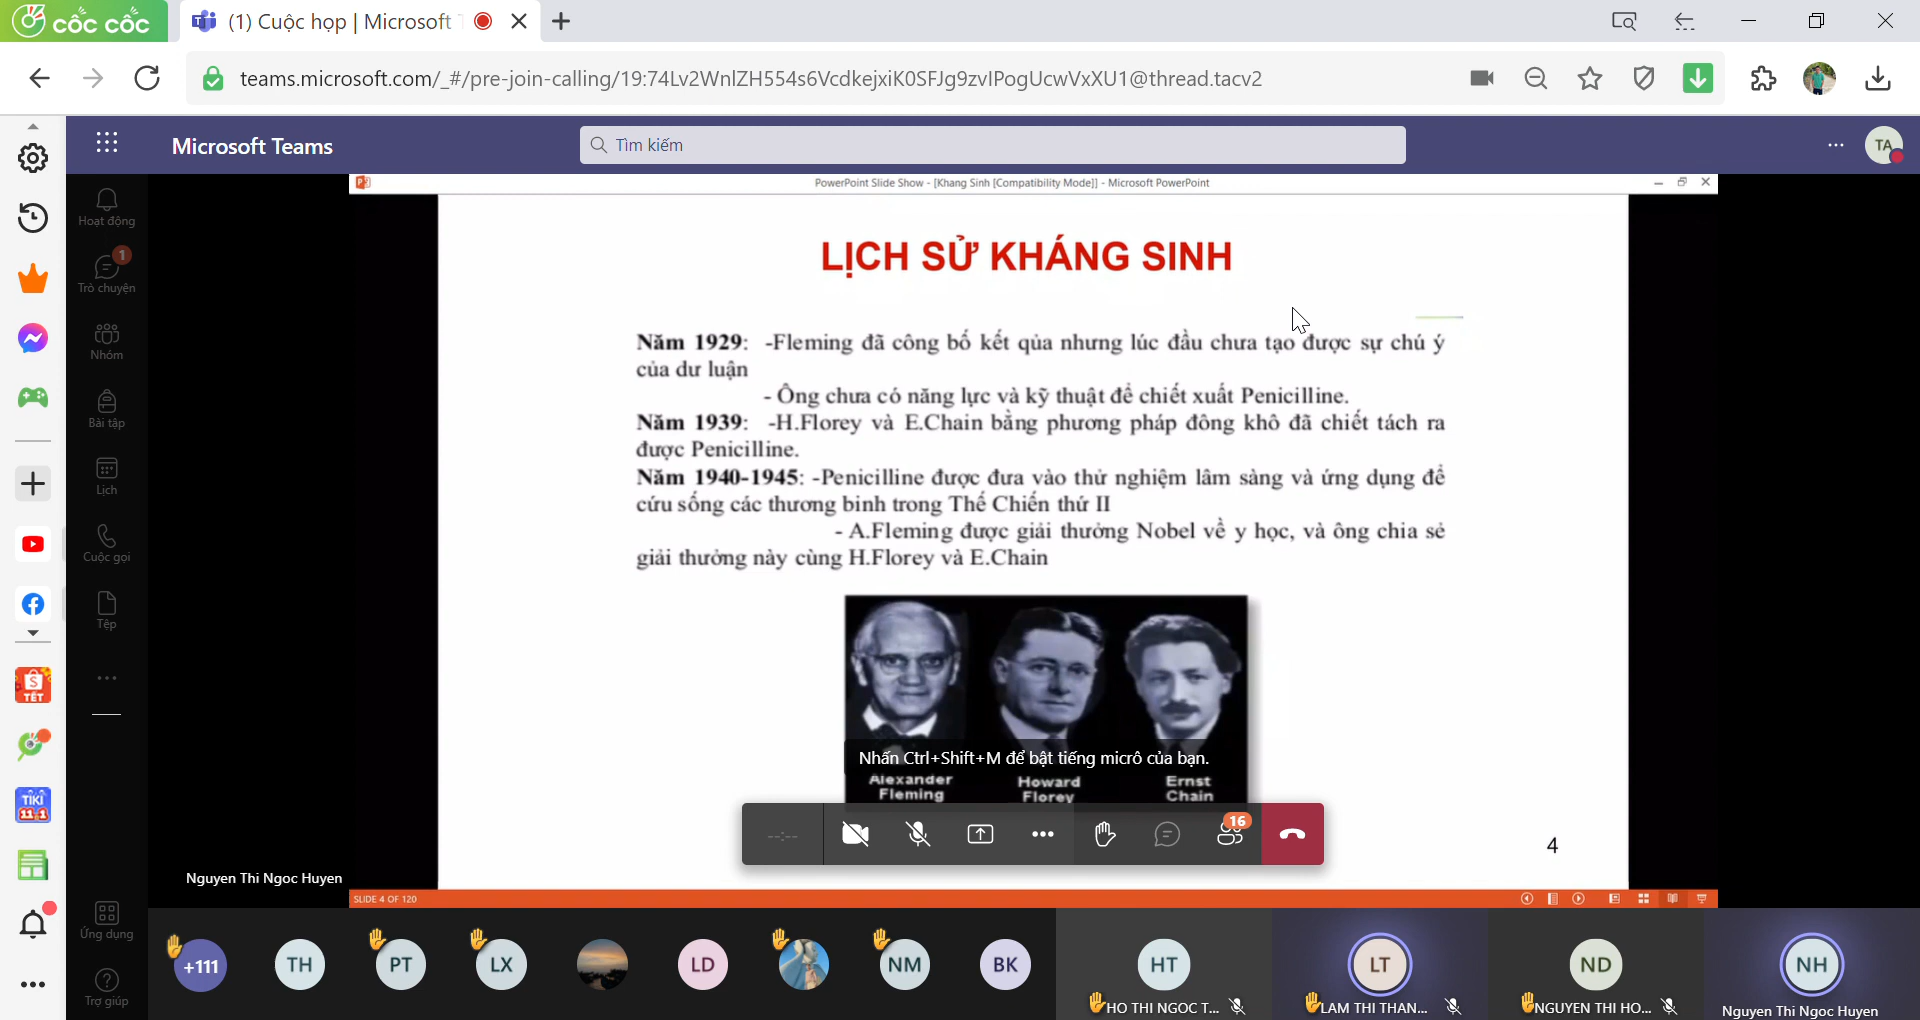 cốc cốc
(1) Cuộc họp | Microsoft
teams.microsoft.com/_#/pre-join-calling/19:74Lv2WnlZH554s6VcdkejxiK0SFJg9zvlPogUcwVxXU1@thread.tacv2
Microsoft Teams
Tìm kiếm
TA
PowerPoint Slide Show - [Khang Sinh [Compatibility Mode]] - Microsoft PowerPoint
Hoạt động
1
Trò chuyện
Nhóm
Bài tập
Lịch
Cuộc gọi
Tệp
Ứng dụng
Trợ giúp
TẾT
TIKI
11.1
LỊCH SỬ KHÁNG SINH
Năm 1929: -Fleming đã công bố kết qủa nhưng lúc đầu chưa tạo được sự chú ý
của dư luận
- Ông chưa có năng lực và kỹ thuật để chiết xuất Penicilline.
Năm 1939: -H.Florey và E.Chain bằng phương pháp đông khô đã chiết tách ra
được Penicilline.
Năm 1940-1945: -Penicilline được đưa vào thử nghiệm lâm sàng và ứng dụng để
cứu sống các thương binh trong Thế Chiến thứ II
- A.Fleming được giải thưởng Nobel về y học, và ông chia sẻ
giải thưởng này cùng H.Florey và E.Chain
Nhấn Ctrl+Shift+M để bật tiếng micrô của bạn.
Alexander Fleming
Howard Florey
Ernst Chain
--:--
16
4
Nguyen Thi Ngoc Huyen
SLIDE 4 OF 120
+111
TH
PT
LX
LD
NM
BK
HT
HO THI NGOC T...
LT
LAM THI THAN...
ND
NGUYEN THI HO...
NH
Nguyen Thi Ngoc Huyen